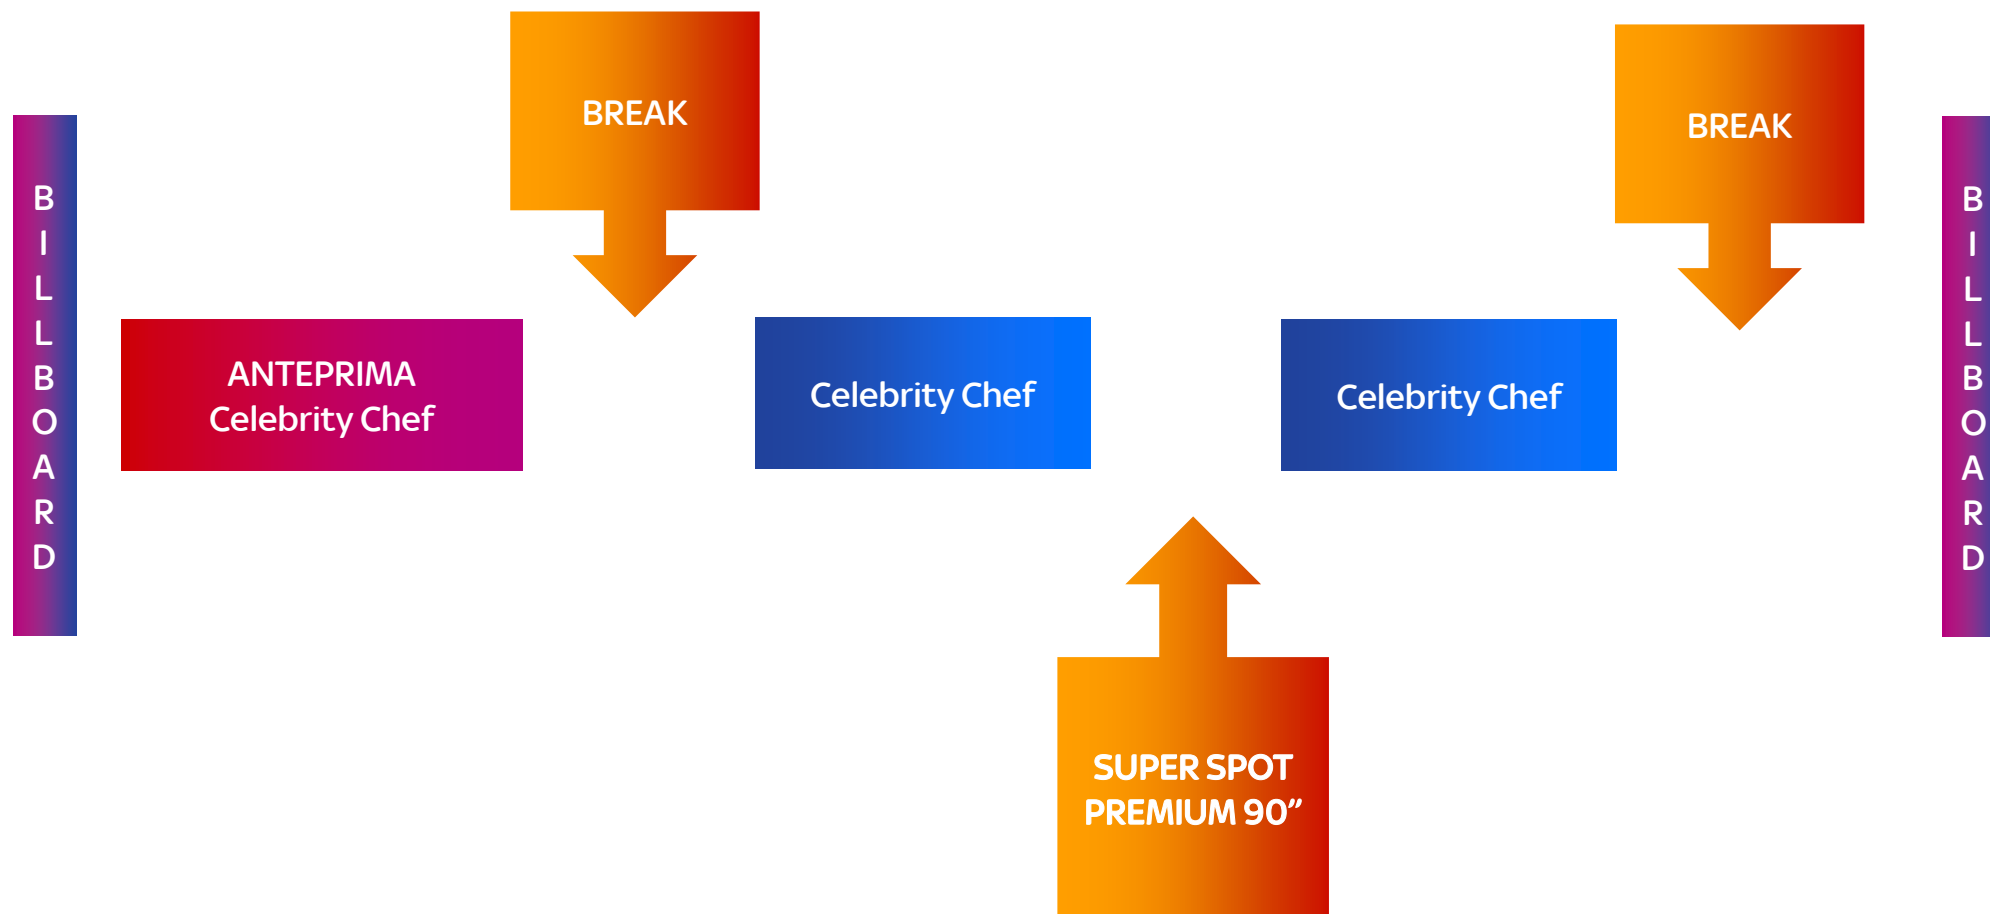 BILLBOARD
ANTEPRIMA
Celebrity Chef
BREAK
Celebrity Chef
SUPER SPOT
PREMIUM 90”
Celebrity Chef
BREAK
BILLBOARD